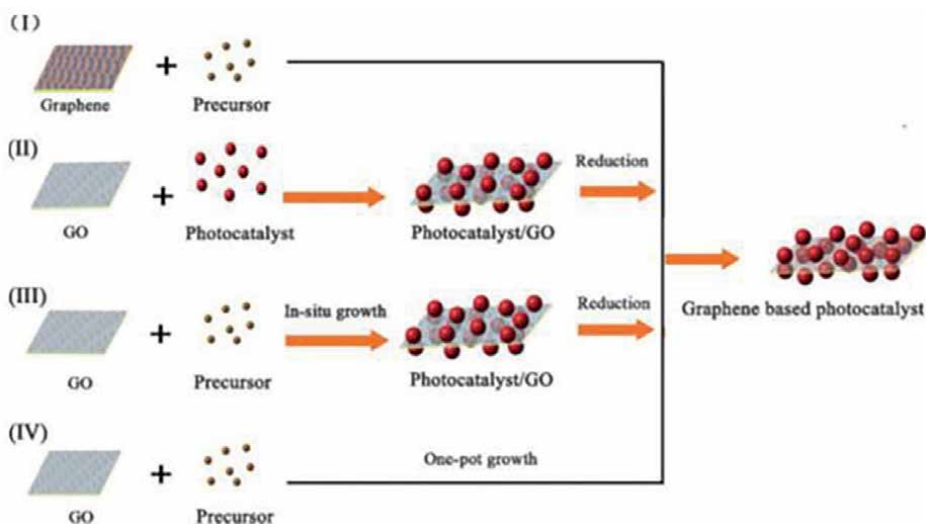 (I)
Graphene + Precursor
(II)
Reduction
GO + Photocatalyst
Photocatalyst/GO
(III)
In-situ growth
Reduction
Graphene based photocatalyst
GO + Precursor
Photocatalyst/GO
(IV)
One-pot growth
GO + Precursor